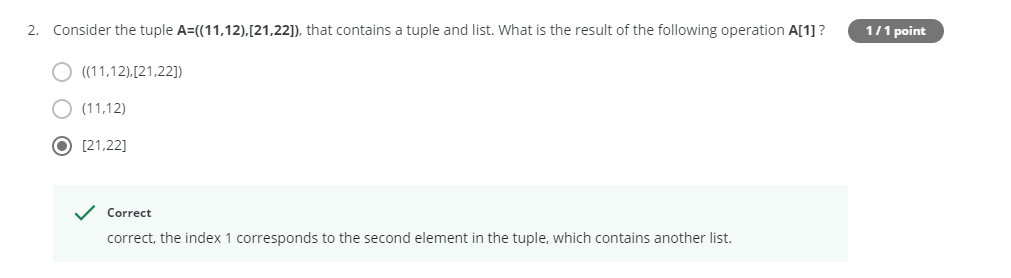 2. Consider the tuple A=((11,12),[21,22]), that contains a tuple and list. What is the result of the following operation A[1] ? 1 / 1 point
((11,12),[21,22])
(11,12)
[21,22]
Correct
correct, the index 1 corresponds to the second element in the tuple, which contains another list.